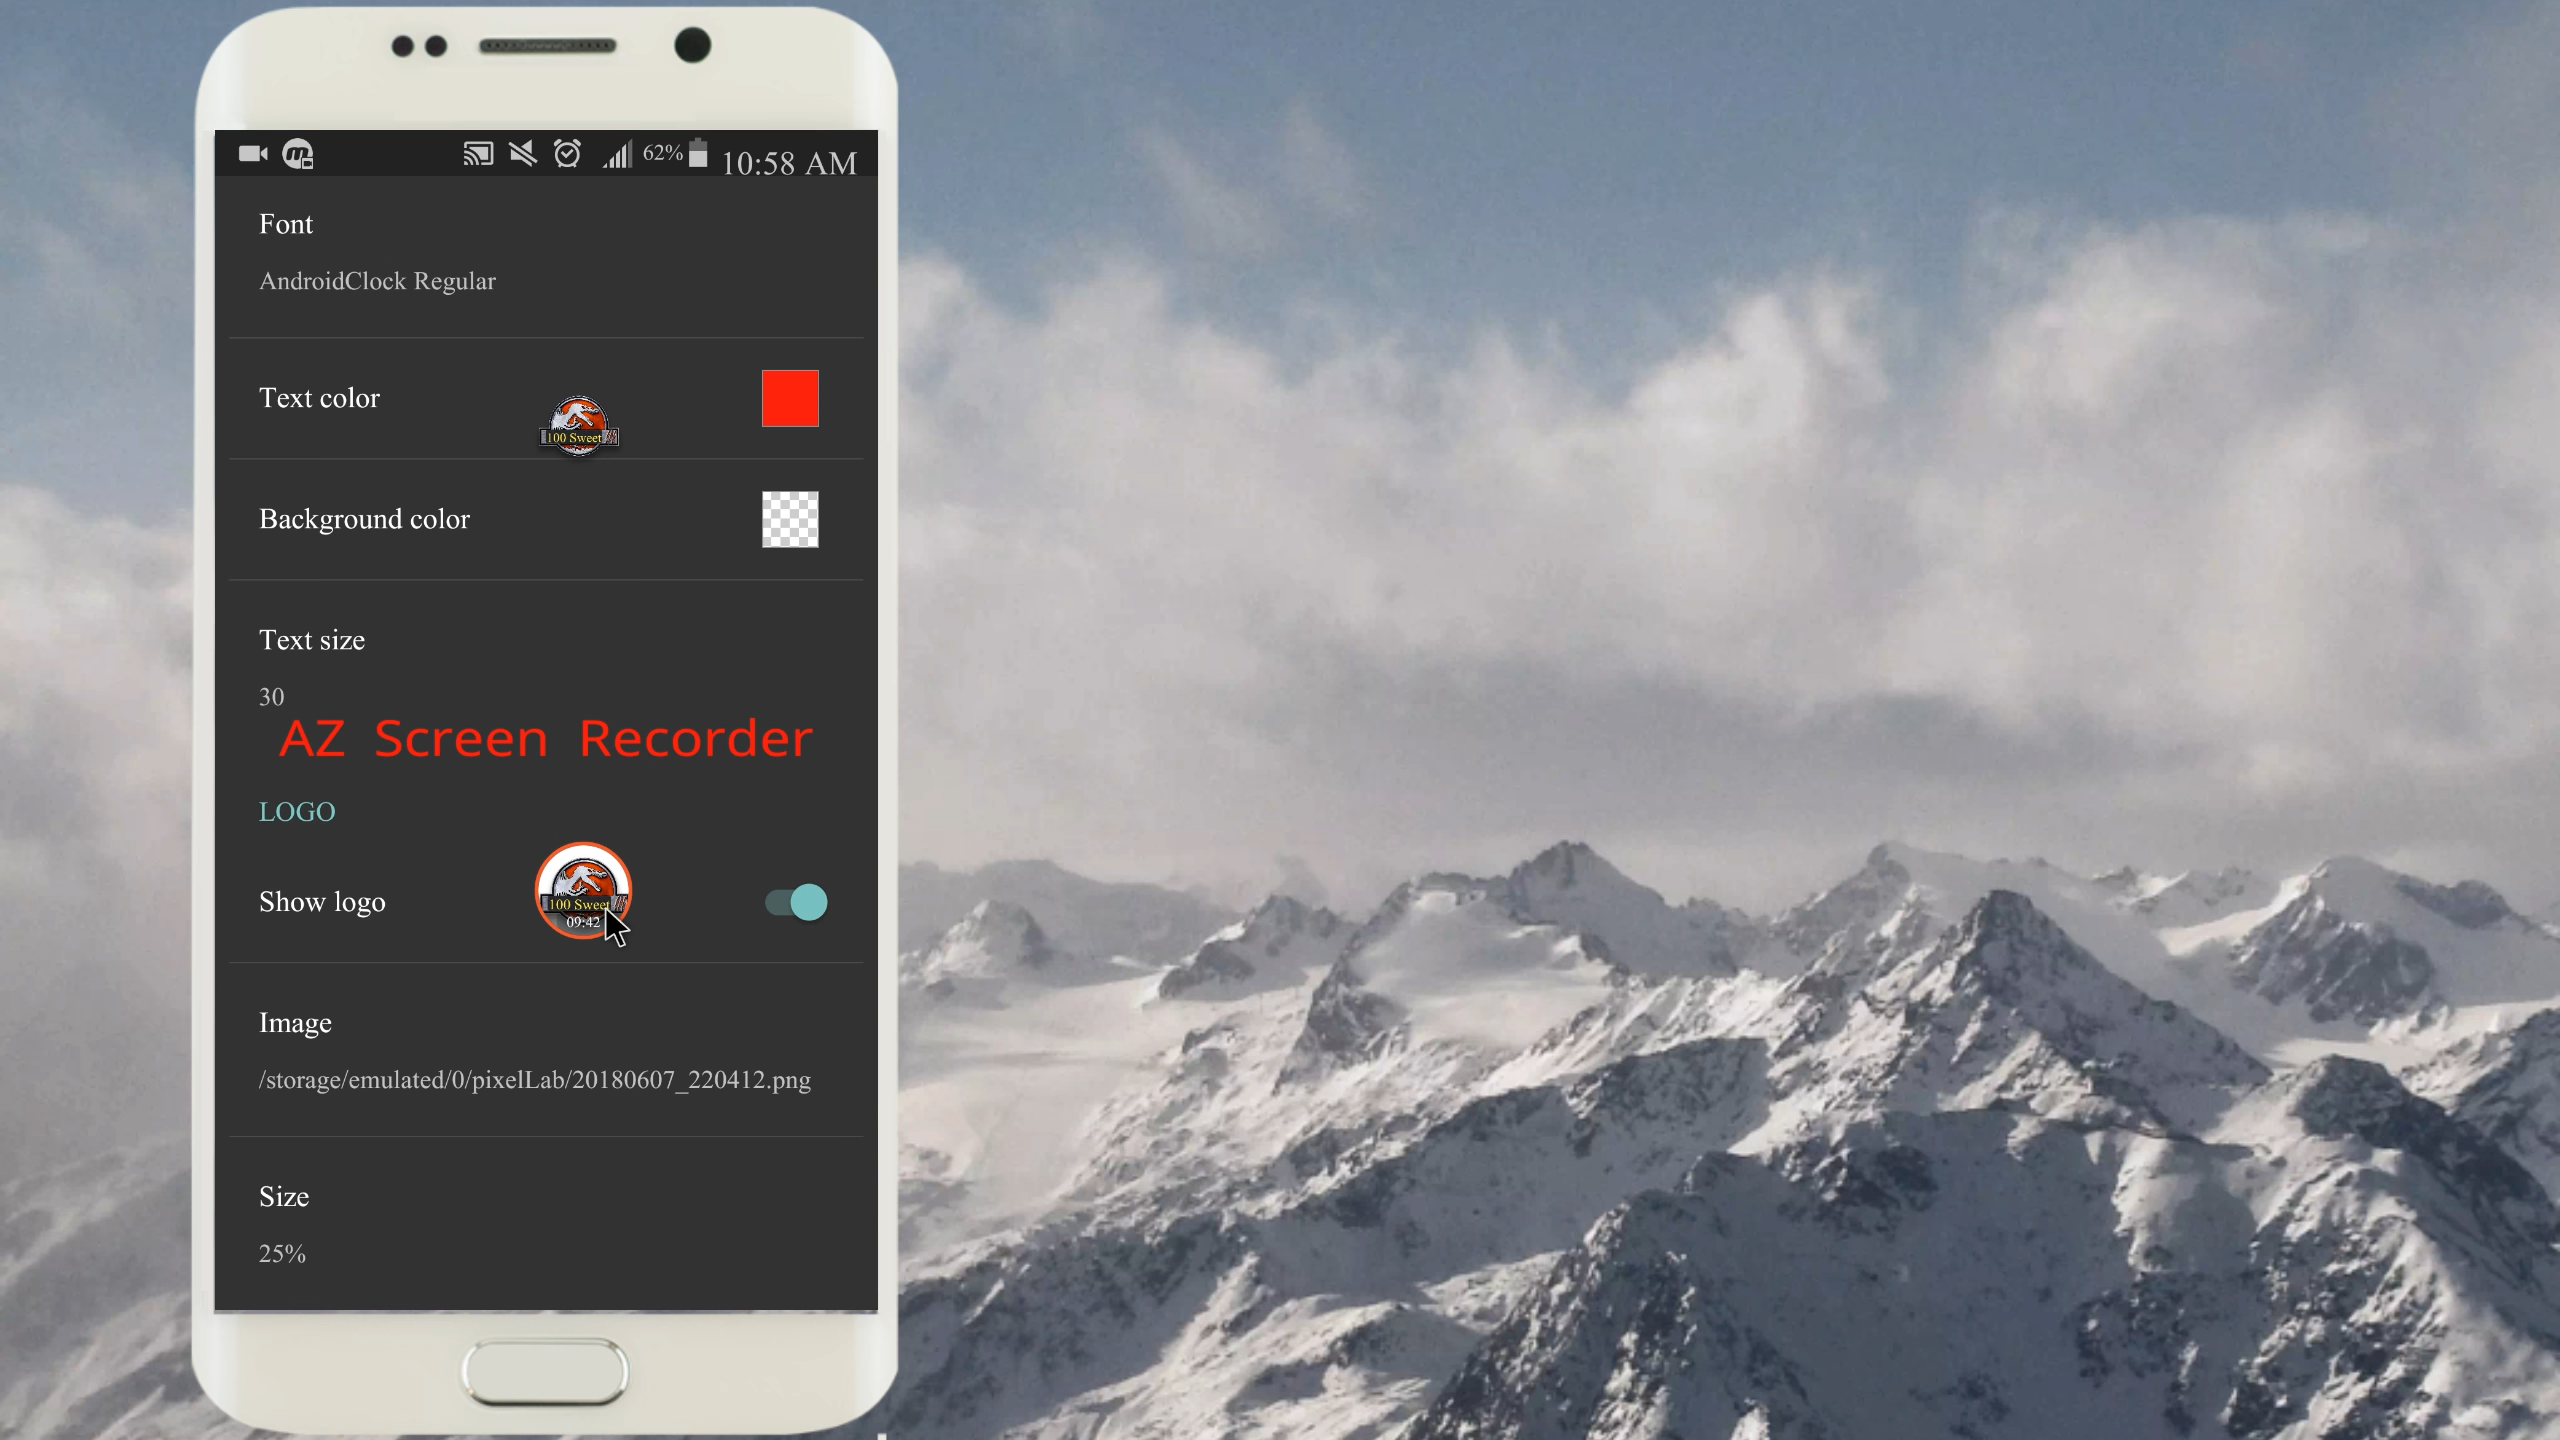 62% 10:58 AM
Font
AndroidClock Regular
Text color
100 Sweet
Background color
Text size
30
AZ Screen Recorder
LOGO
Show logo
100 Sweet
09:42
Image
/storage/emulated/0/pixelLab/20180607_220412.png
Size
25%